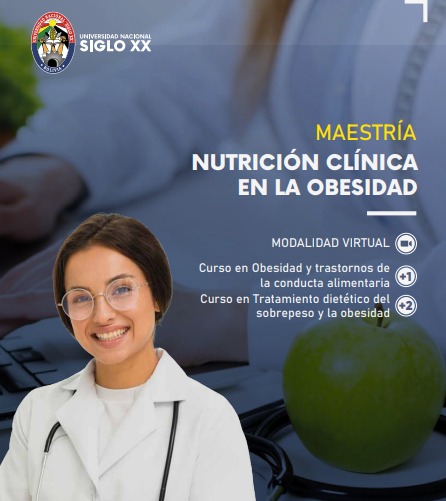 UNIVERSIDAD NACIONAL
SIGLO XX
BOLIVIA
MAESTRÍA
NUTRICIÓN CLÍNICA
EN LA OBESIDAD
MODALIDAD VIRTUAL
Curso en Obesidad y trastornos de
la conducta alimentaria
+1
Curso en Tratamiento dietético del
sobrepeso y la obesidad
+2